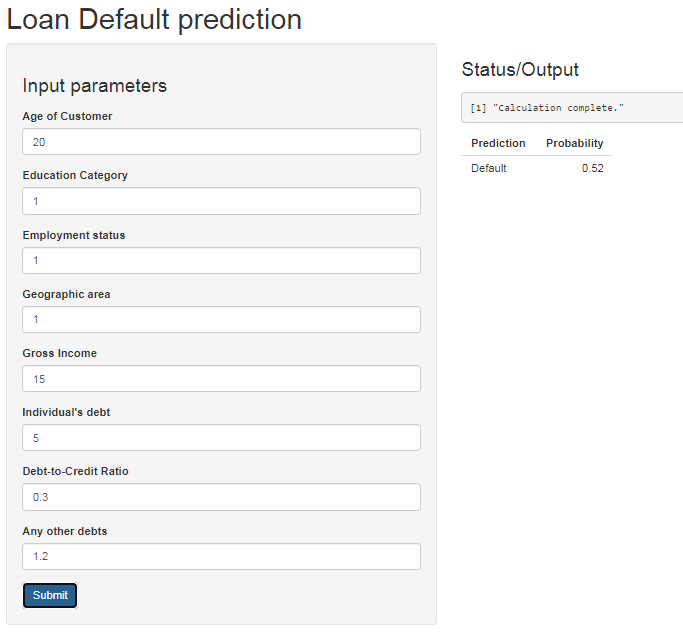 Loan Default prediction
Input parameters
Age of Customer
20
Education Category
1
Employment status
1
Geographic area
1
Gross Income
15
Individual's debt
5
Debt-to-Credit Ratio
0.3
Any other debts
1.2
Submit
Status/Output
[1] "Calculation complete."
Prediction Probability
Default 0.52